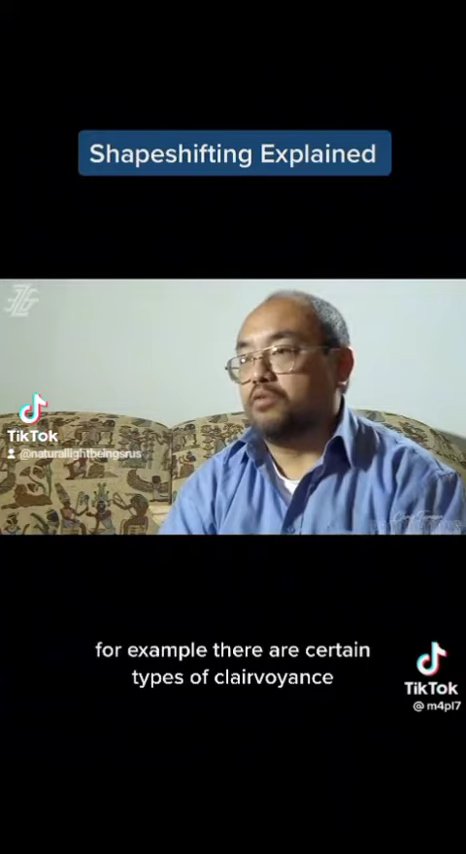 Shapeshifting Explained
TikTok
@naturallightbeingsrus
for example there are certain
types of clairvoyance
TikTok
@m4pl7